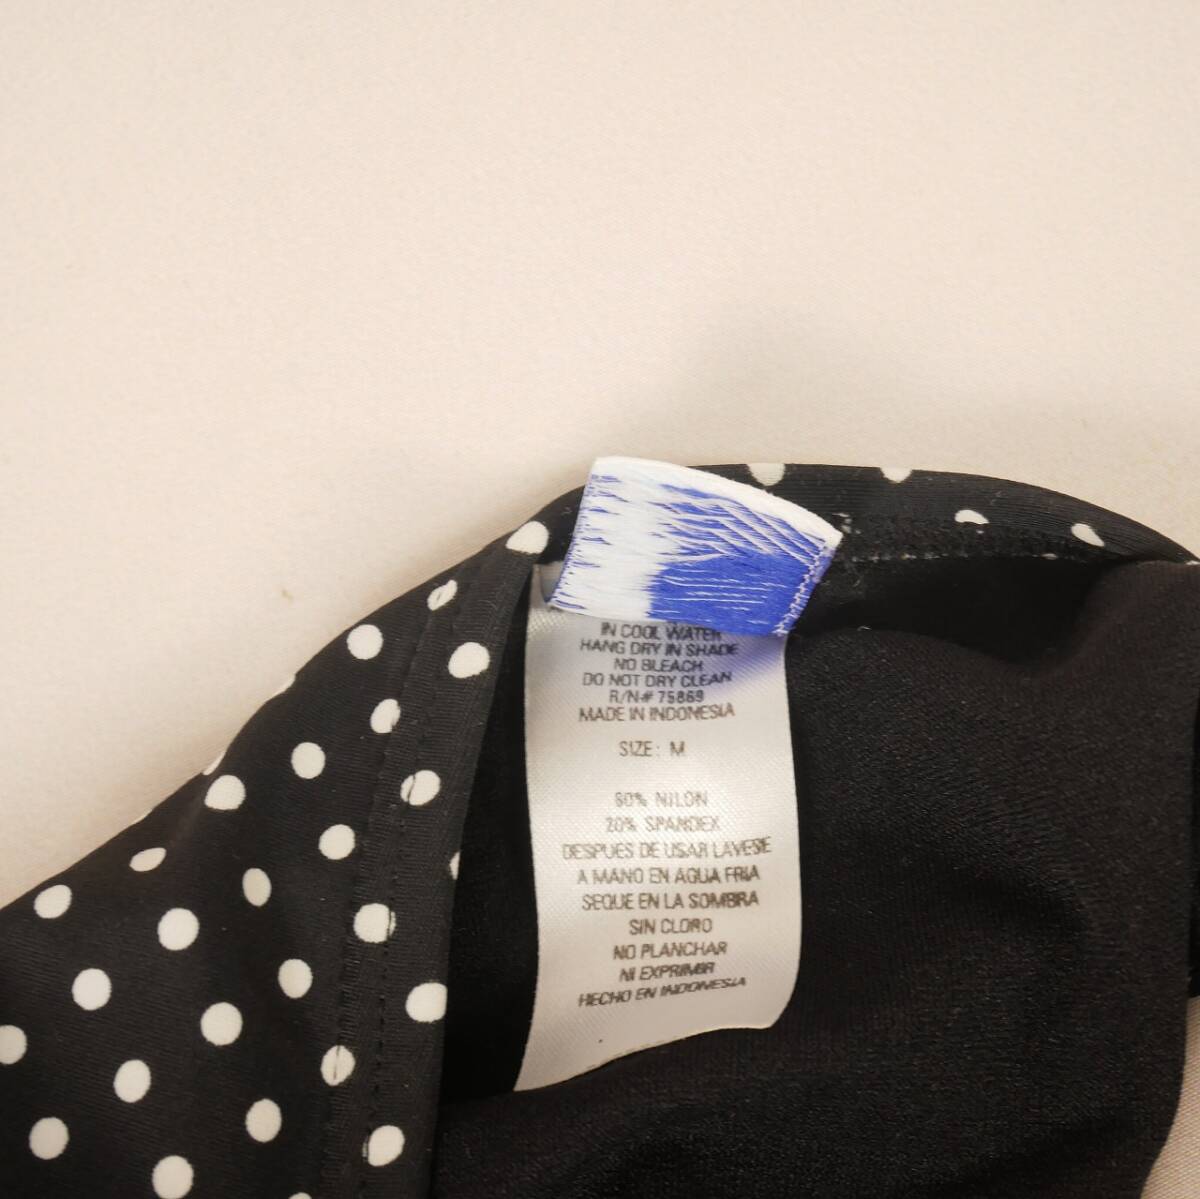 IN COOL WATER
HANG DRY IN SHADE
NO BLEACH
DO NOT DRY CLEAN
R/N# 75869
MADE IN INDONESIA
SIZE: M
80% NILON
20% SPANDEX
DESPUES DE USAR LAVESE
A MANO EN AGUA FRIA
SEQUE EN LA SOMBRA
SIN CLORO
NO PLANCHAR
NI EXPRIMIR
HECHO EN INDONESIA